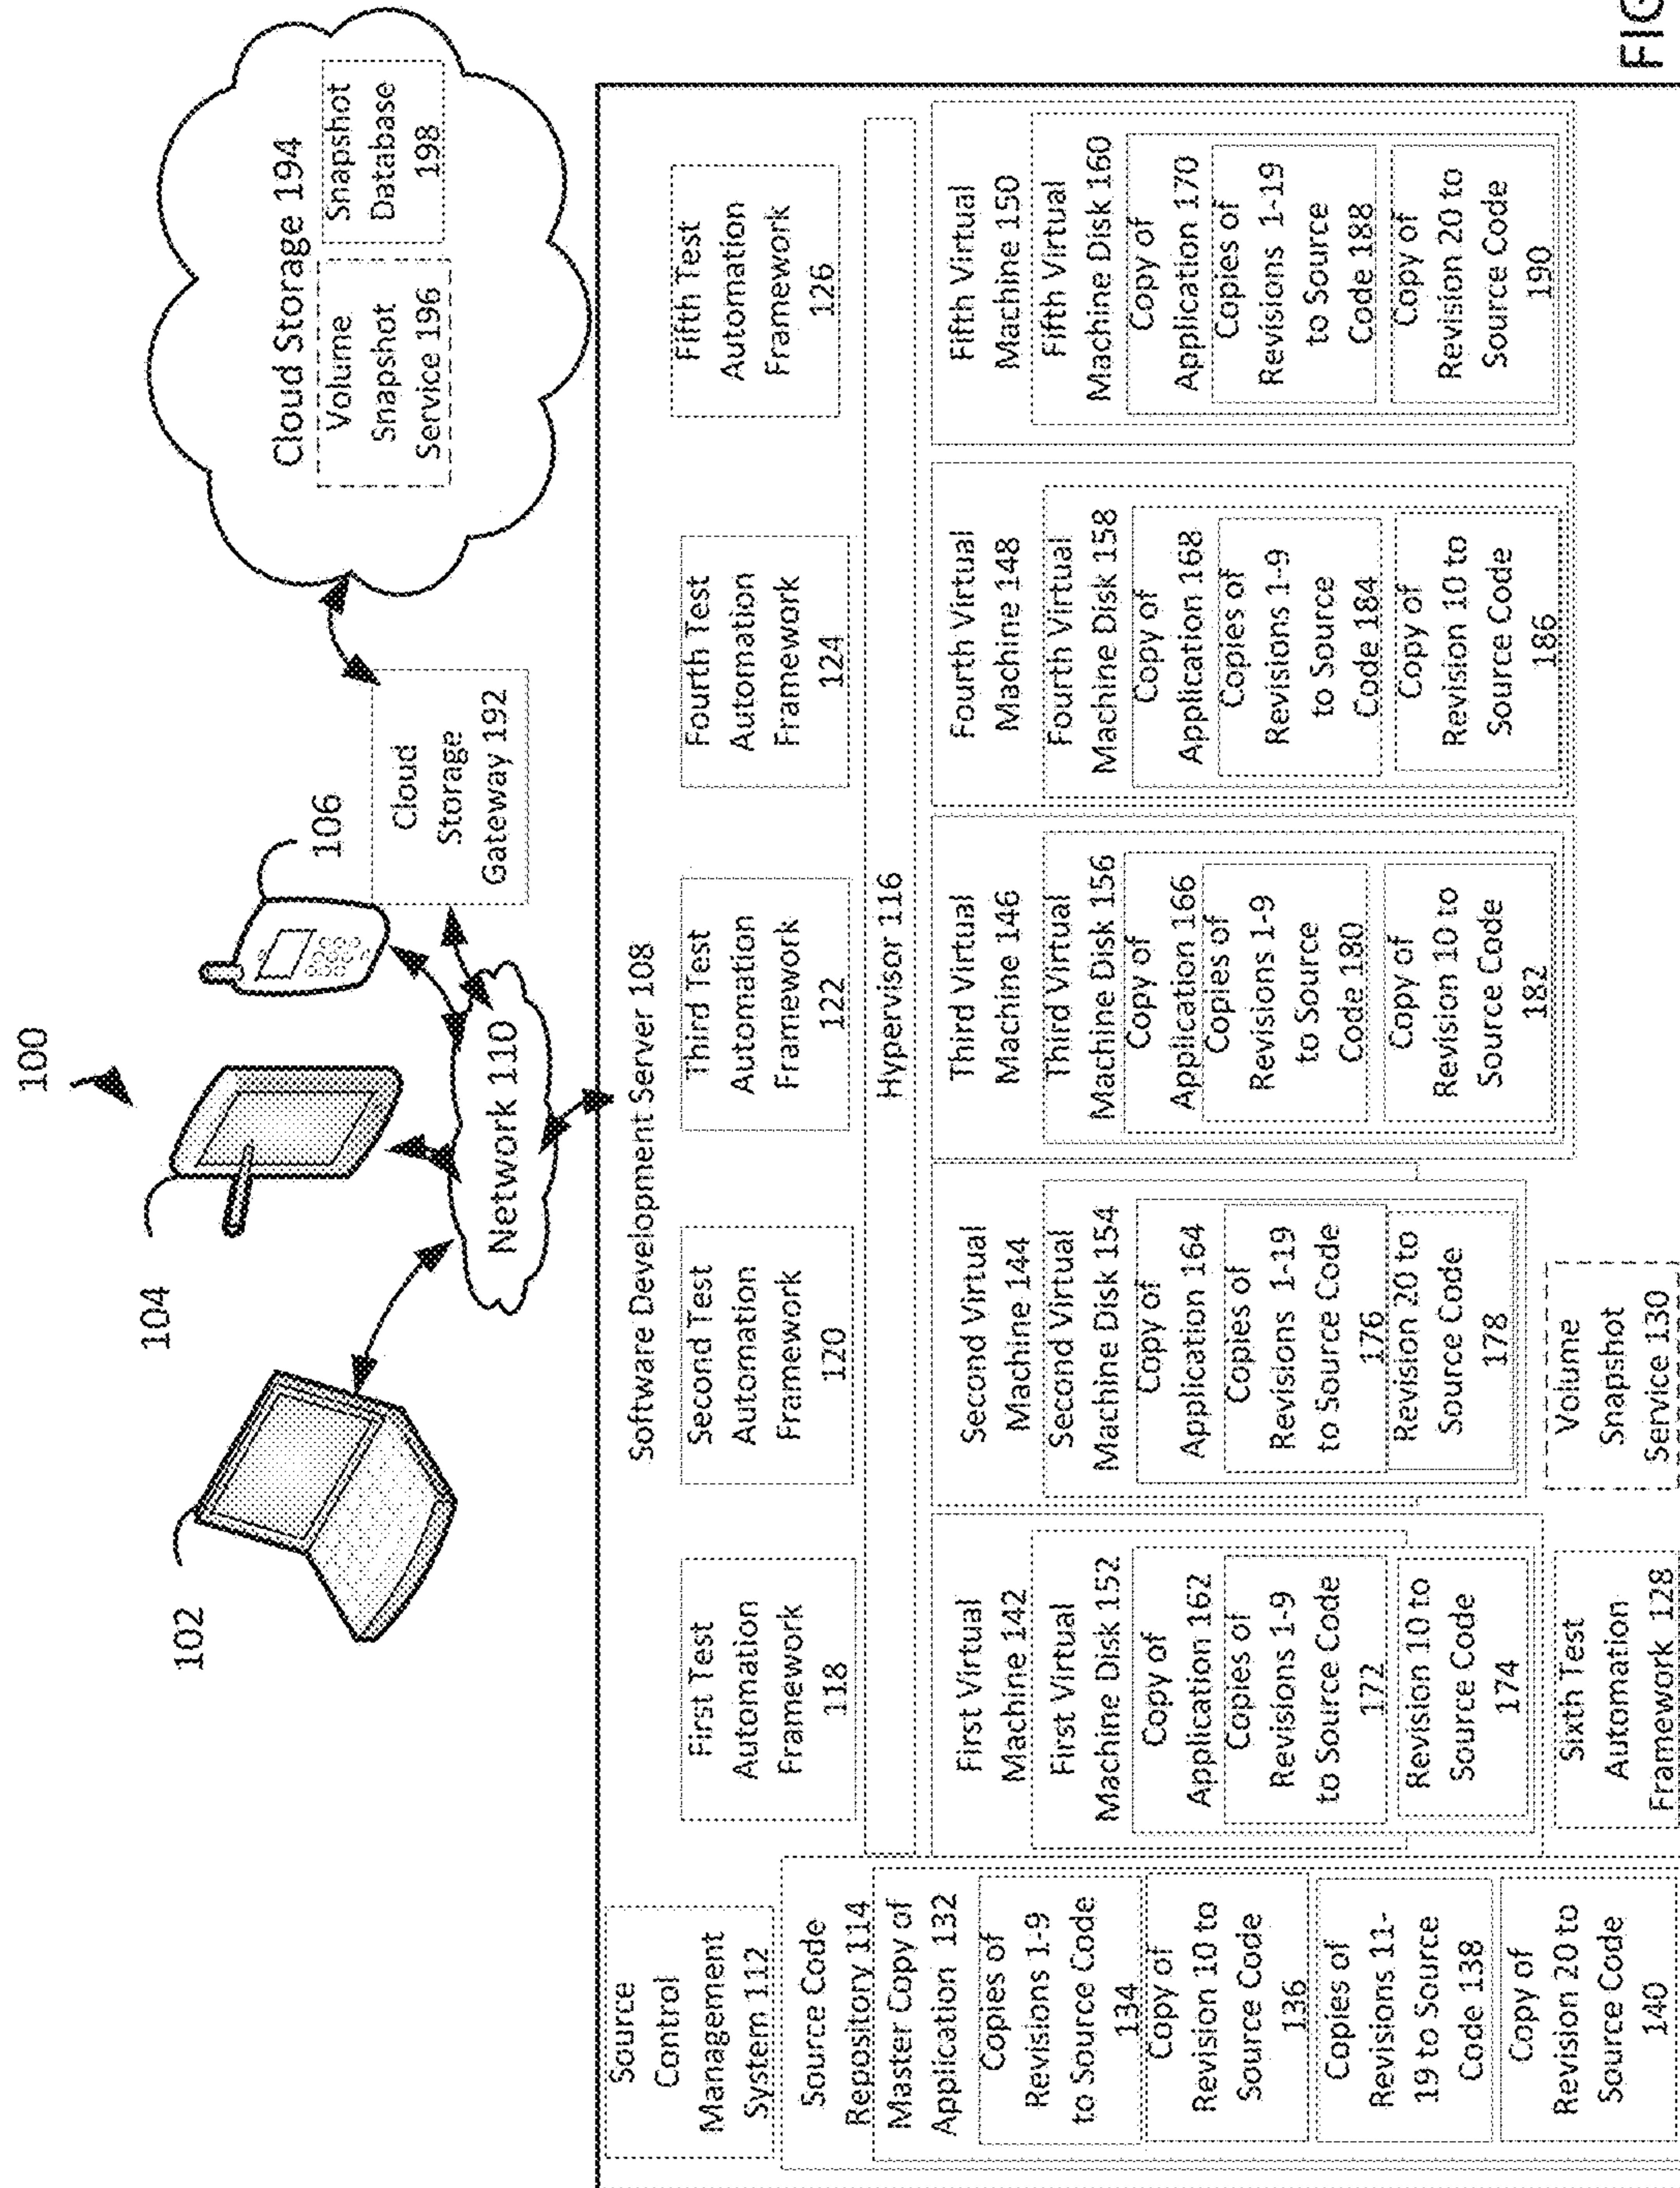 100
102
104
106
Network 110
Cloud
Storage
Gateway 192
Cloud Storage 194
Volume
Snapshot
Service 196
Snapshot
Database
198
Software Development Server 108
Source
Control
Management
System 112
First Test
Automation
Framework
118
Second Test
Automation
Framework
120
Third Test
Automation
Framework
122
Fourth Test
Automation
Framework
124
Fifth Test
Automation
Framework
126
Source Code
Repository 114
Master Copy of
Application 132
Copies of
Revisions 1-9
to Source Code
134
Copy of
Revision 10 to
Source Code
136
Copies of
Revisions 11-
19 to Source
Code 138
Copy of
Revision 20 to
Source Code
140
Hypervisor 116
First Virtual
Machine 142
First Virtual
Machine Disk 152
Copy of
Application 162
Copies of
Revisions 1-9
to Source Code
172
Revision 10 to
Source Code
174
Second Virtual
Machine 144
Second Virtual
Machine Disk 154
Copy of
Application 164
Copies of
Revisions 1-19
to Source Code
176
Revision 20 to
Source Code
178
Third Virtual
Machine 146
Third Virtual
Machine Disk 156
Copy of
Application 166
Copies of
Revisions 1-9
to Source
Code 180
Copy of
Revision 10 to
Source Code
182
Fourth Virtual
Machine 148
Fourth Virtual
Machine Disk 158
Copy of
Application 168
Copies of
Revisions 1-9
to Source
Code 184
Copy of
Revision 10 to
Source Code
186
Fifth Virtual
Machine 150
Fifth Virtual
Machine Disk 160
Copy of
Application 170
Copies of
Revisions 1-19
to Source
Code 188
Copy of
Revision 20 to
Source Code
190
Sixth Test
Automation
Framework 128
Volume
Snapshot
Service 130